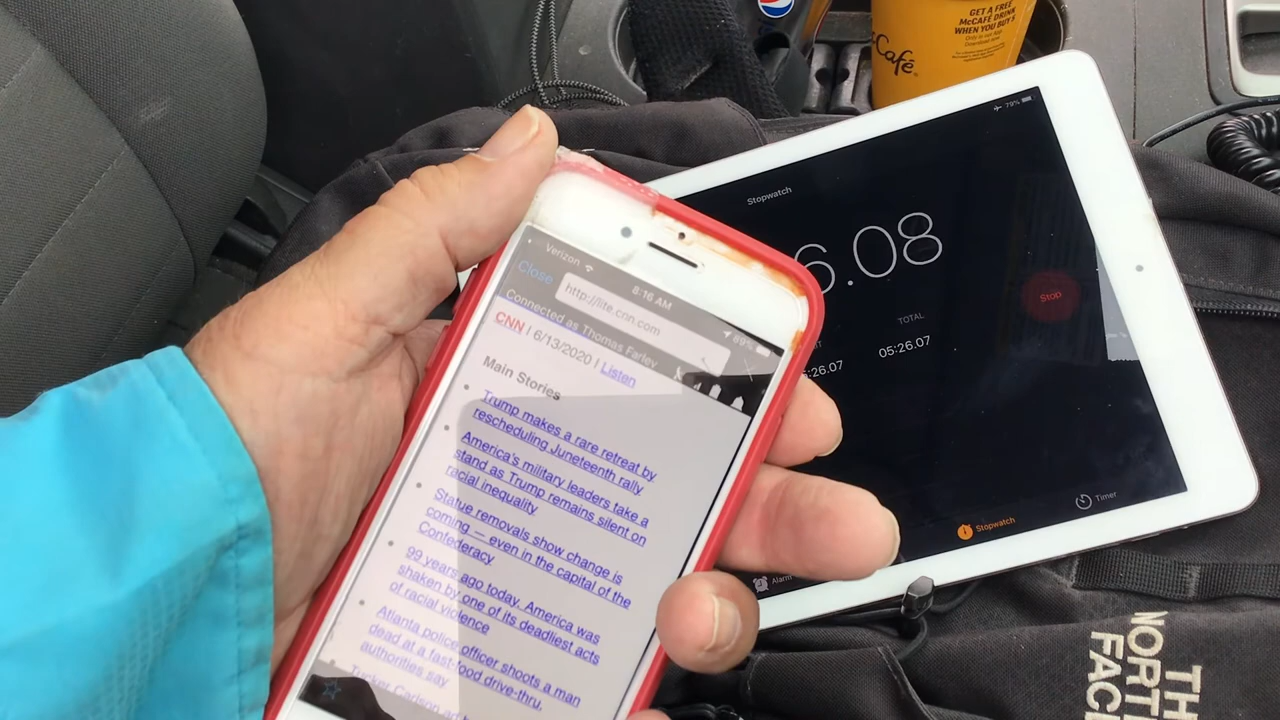 GET A FREE
McCAFÉ DRINK
WHEN YOU BUY 5
Café
79%
Stopwatch
6.08
Stop
TOTAL
:26.07
05:26.07
Timer
Stopwatch
Alarm
Verizon
8:16 AM
89%
Close
http://lite.cnn.com
Connected as Thomas Farley
CNN | 6/13/2020 | Listen
Main Stories
Trump makes a rare retreat by
rescheduling Juneteenth rally
America's military leaders take a
stand as Trump remains silent on
racial inequality
Statue removals show change is
coming — even in the capital of the
Confederacy
99 years ago today, America was
shaken by one of its deadliest acts
of racial violence
Atlanta police officer shoots a man
dead at a fast-food drive-thru,
authorities say
Tucker Carlson
TH
NORT
FAC